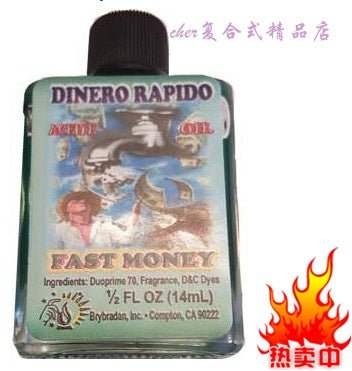 cher复合式精品店
DINERO RAPIDO
ACEITE OIL
FAST MONEY
Ingredients: Duoprime 70, Fragrance, D&C Dyes
½ FL OZ (14mL)
Brybradan, Inc. • Compton, CA 90222
热卖中